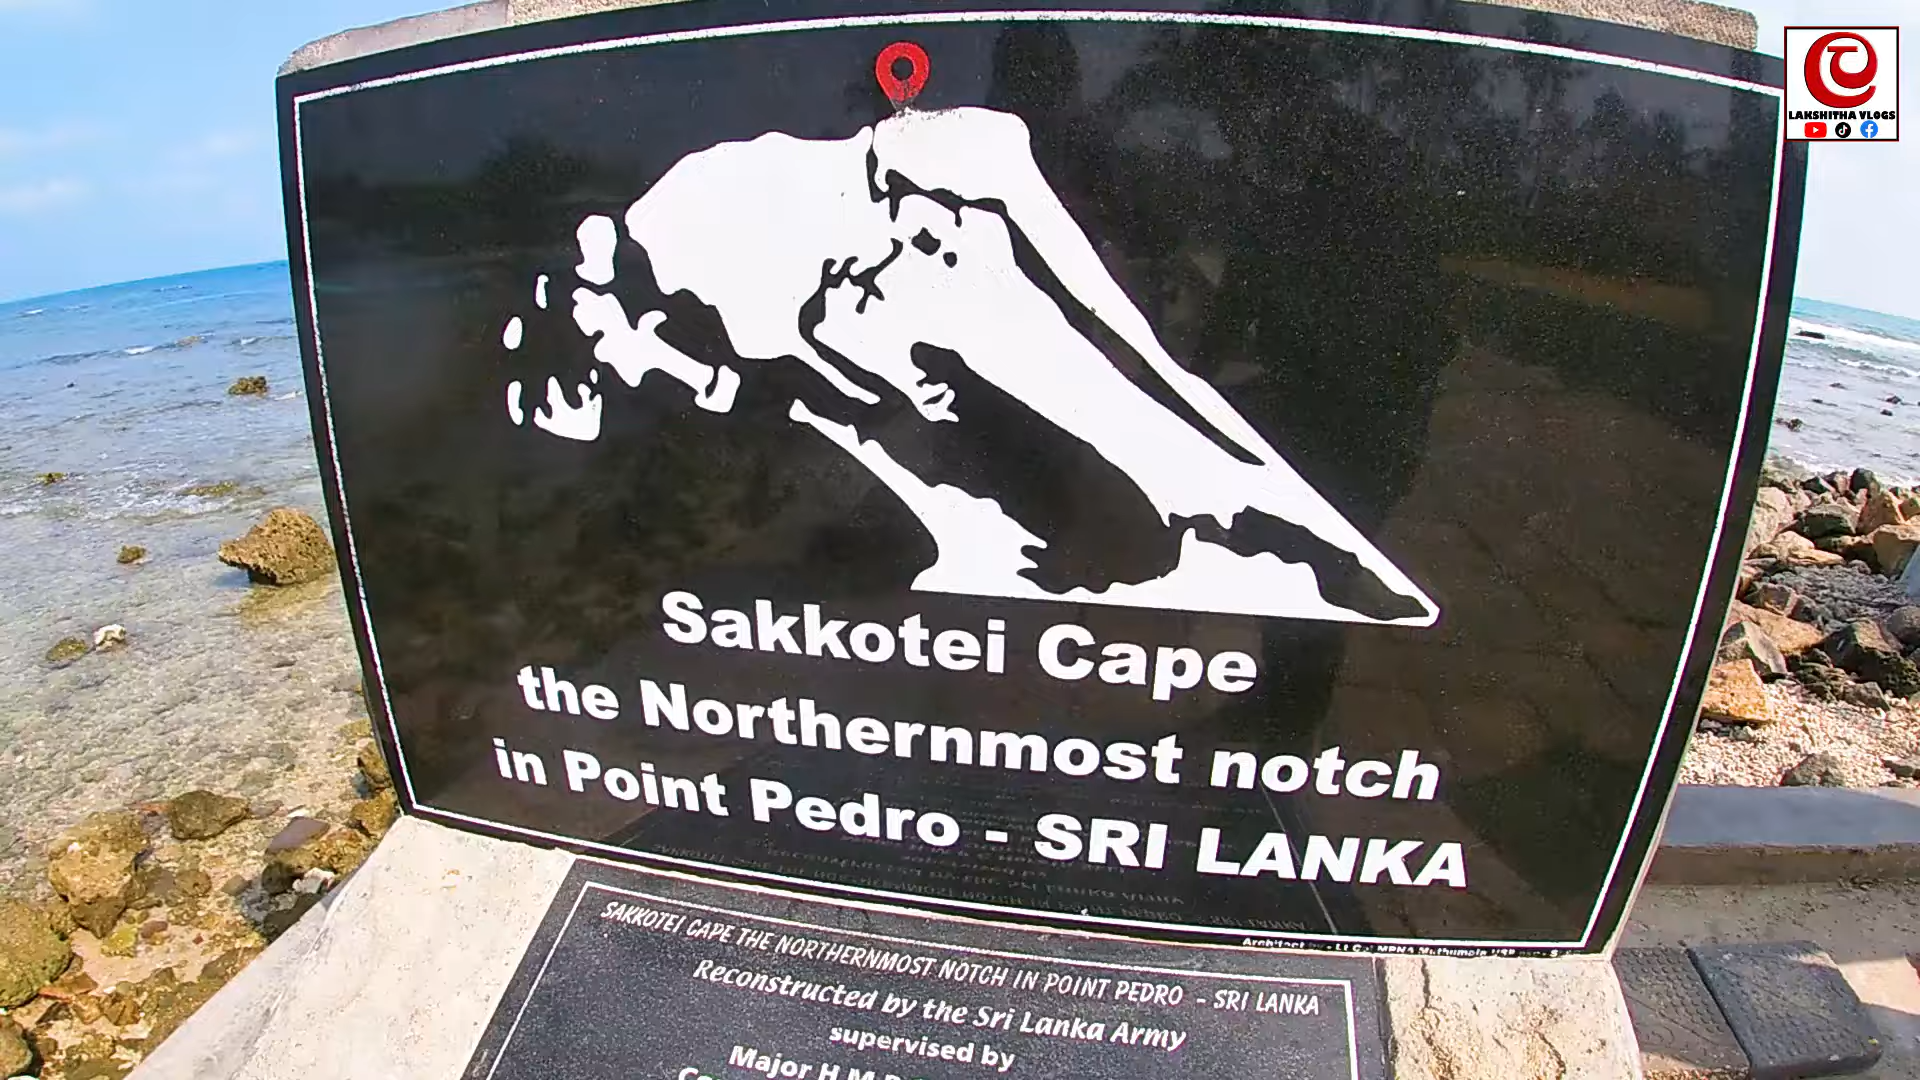 LAKSHITHA VLOGS
Sakkotei Cape
the Northernmost notch
in Point Pedro - SRI LANKA
SAKKOTEI CAPE THE NORTHERNMOST NOTCH IN POINT PEDRO - SRI LANKA
Reconstructed by the Sri Lanka Army
supervised by
Major H M